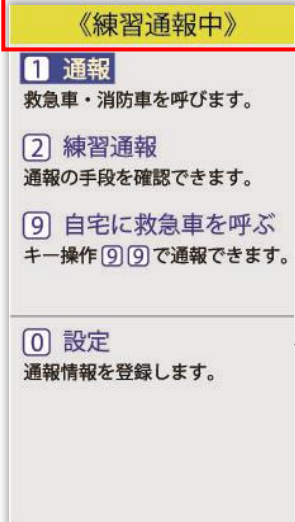 《練習通報中》
1 通報
救急車・消防車を呼びます。
2 練習通報
通報の手段を確認できます。
9 自宅に救急車を呼ぶ
キー操作99で通報できます。
0 設定
通報情報を登録します。